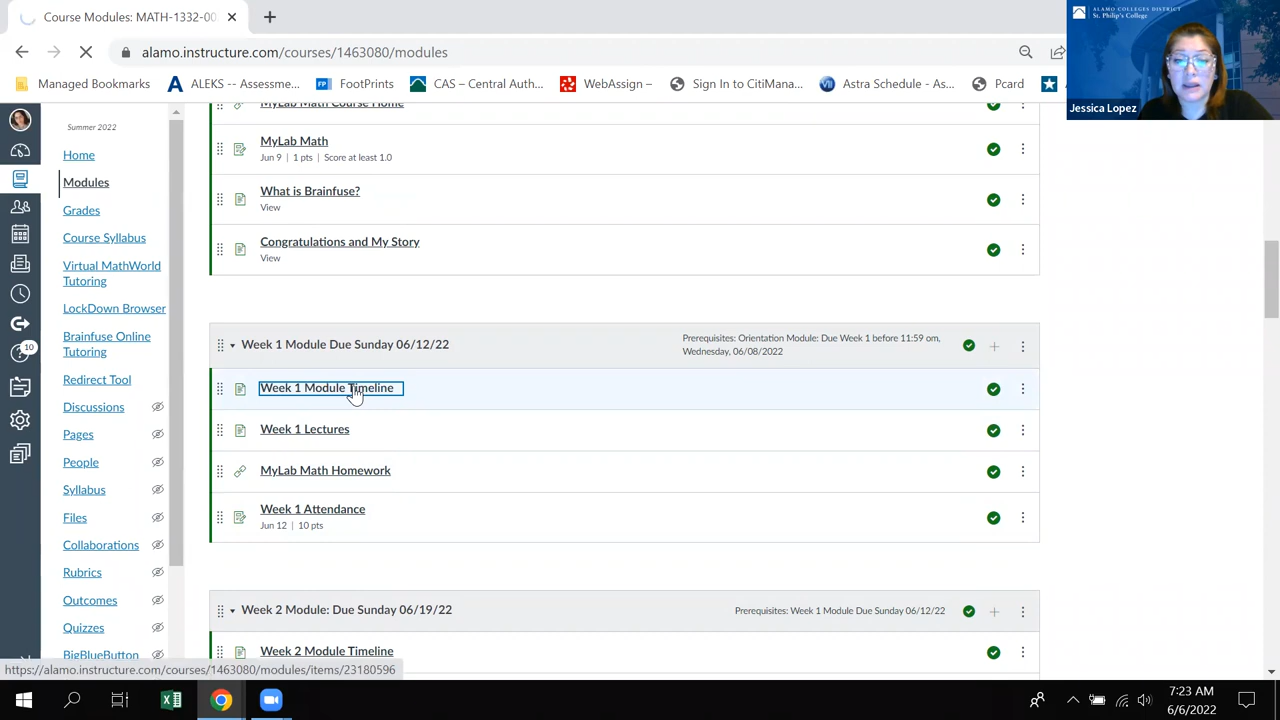 Course Modules: MATH-1332-00
alamo.instructure.com/courses/1463080/modules
Managed Bookmarks
ALEKS -- Assessme...
FootPrints
CAS – Central Auth...
WebAssign –
Sign In to CitiMana...
Astra Schedule - As...
Pcard
ALAMO COLLEGES DISTRICT
St. Philip's College
Jessica Lopez
Summer 2022
Home
Modules
Grades
Course Syllabus
Virtual MathWorld
Tutoring
LockDown Browser
Brainfuse Online
Tutoring
Redirect Tool
Discussions
Pages
People
Syllabus
Files
Collaborations
Rubrics
Outcomes
Quizzes
BigBlueButton
10
MyLab Math Course Home
MyLab Math
Jun 9 | 1 pts | Score at least 1.0
What is Brainfuse?
View
Congratulations and My Story
View
Week 1 Module Due Sunday 06/12/22
Prerequisites: Orientation Module: Due Week 1 before 11:59 om,
Wednesday, 06/08/2022
Week 1 Module Timeline
Week 1 Lectures
MyLab Math Homework
Week 1 Attendance
Jun 12 | 10 pts
Week 2 Module: Due Sunday 06/19/22
Prerequisites: Week 1 Module Due Sunday 06/12/22
Week 2 Module Timeline
https://alamo.instructure.com/courses/1463080/modules/items/23180596
7:23 AM
6/6/2022